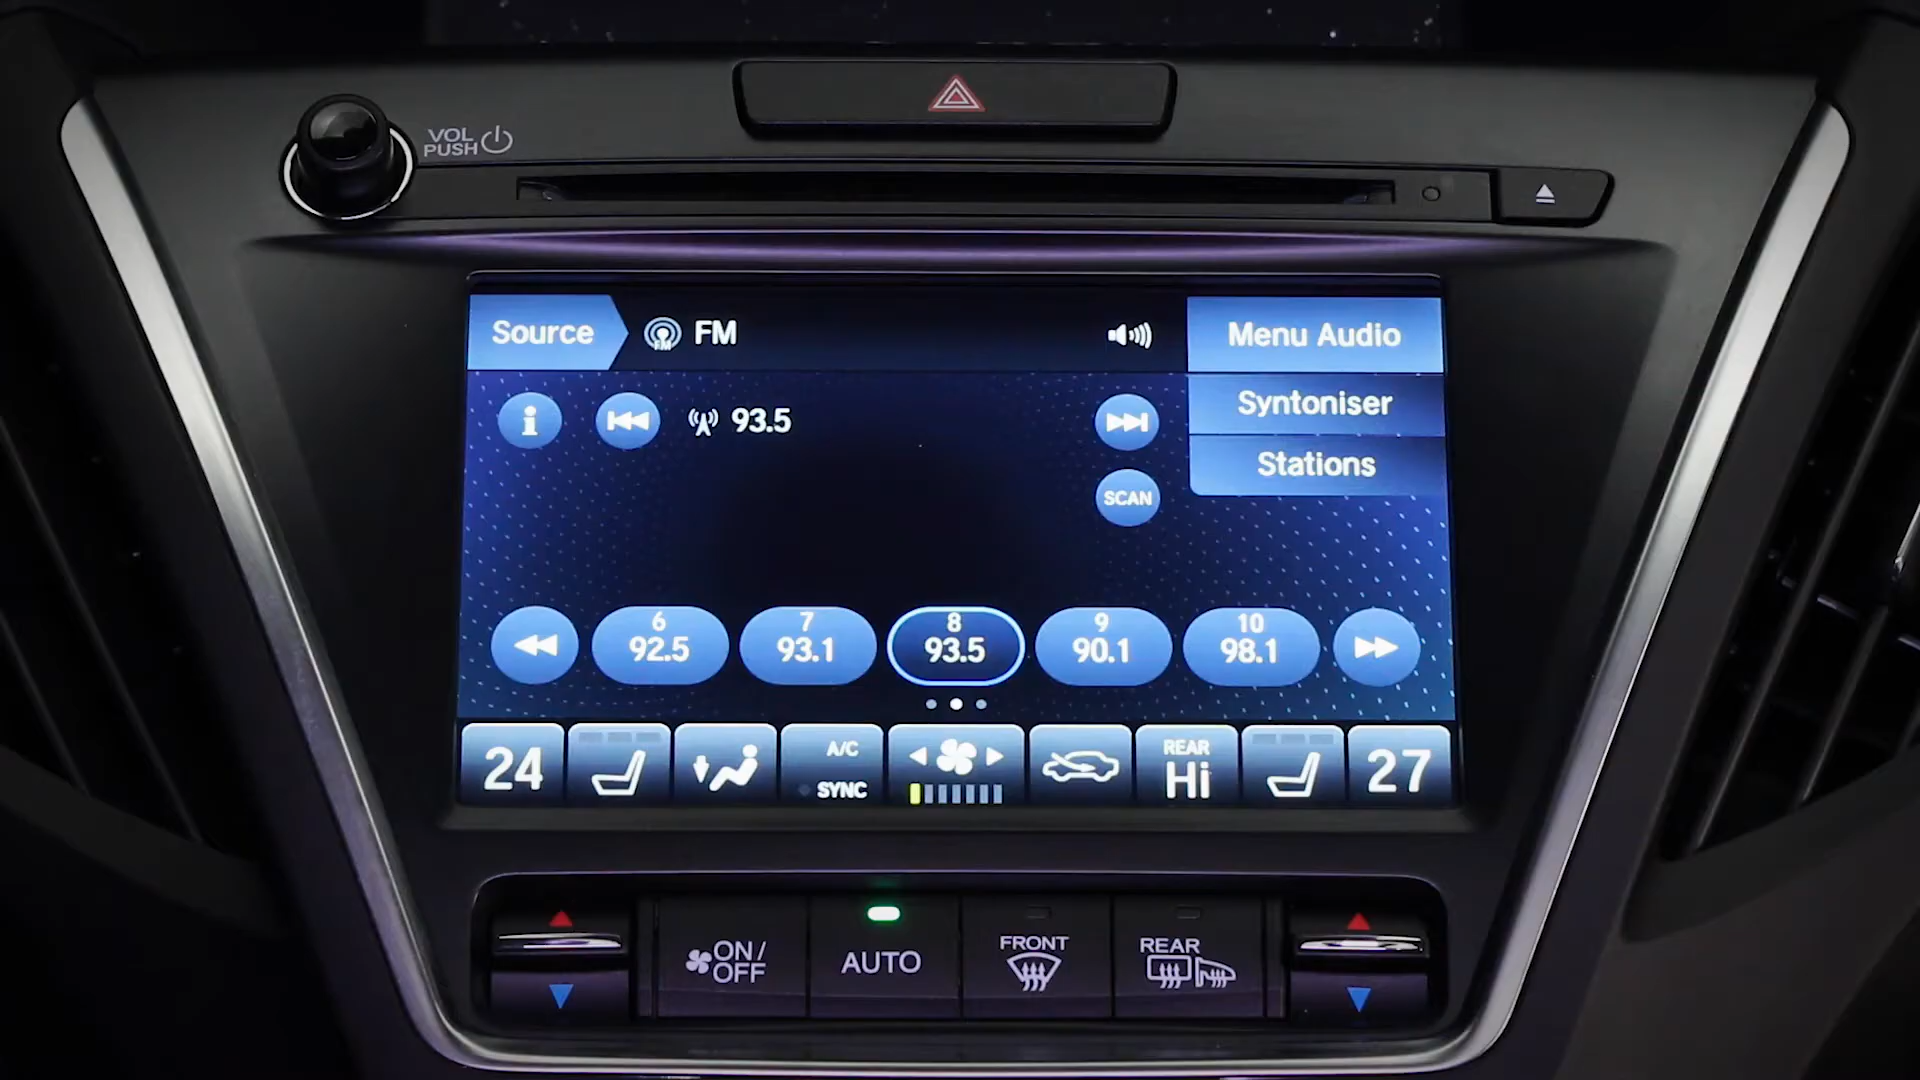 VOL
PUSH
Source
FM
FM
Menu Audio
93.5
Syntoniser
Stations
SCAN
6
92.5
7
93.1
8
93.5
9
90.1
10
98.1
24
A/C
SYNC
REAR
Hi
27
ON/
OFF
AUTO
FRONT
REAR